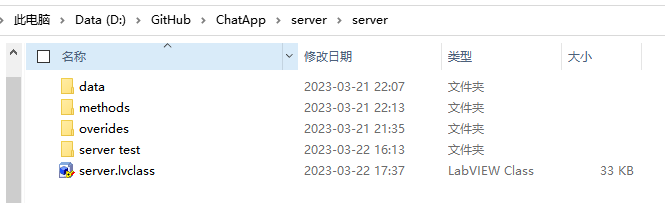 此电脑 > Data (D:) > GitHub > ChatApp > server > server
名称 修改日期 类型 大小
data 2023-03-21 22:07 文件夹
methods 2023-03-21 22:13 文件夹
overides 2023-03-21 21:35 文件夹
server test 2023-03-22 16:13 文件夹
server.lvclass 2023-03-22 17:37 LabVIEW Class 33 KB